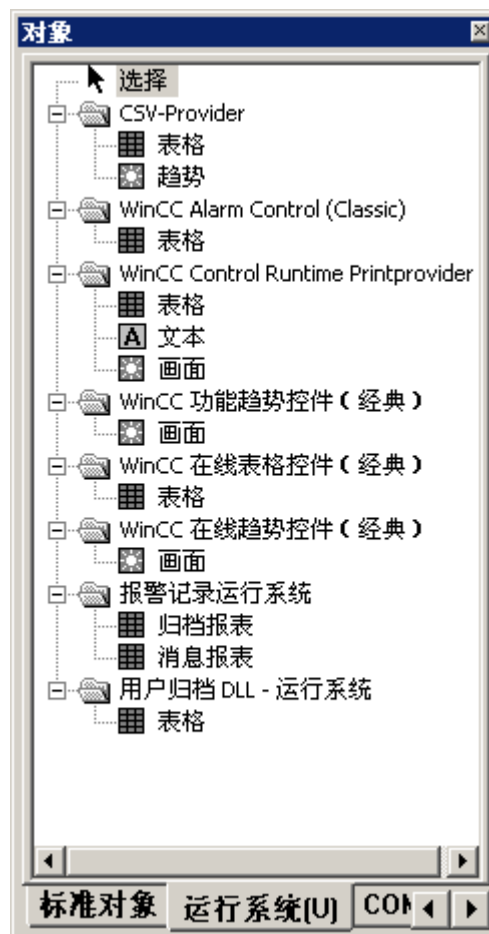 对象
选择
CSV-Provider
表格
趋势
WinCC Alarm Control (Classic)
表格
WinCC Control Runtime Printprovider
表格
A 文本
画面
WinCC 功能趋势控件 ( 经典 )
画面
WinCC 在线表格控件 ( 经典 )
表格
WinCC 在线趋势控件 ( 经典 )
画面
报警记录运行系统
归档报表
消息报表
用户归档 DLL - 运行系统
表格
标准对象 运行系统(U)